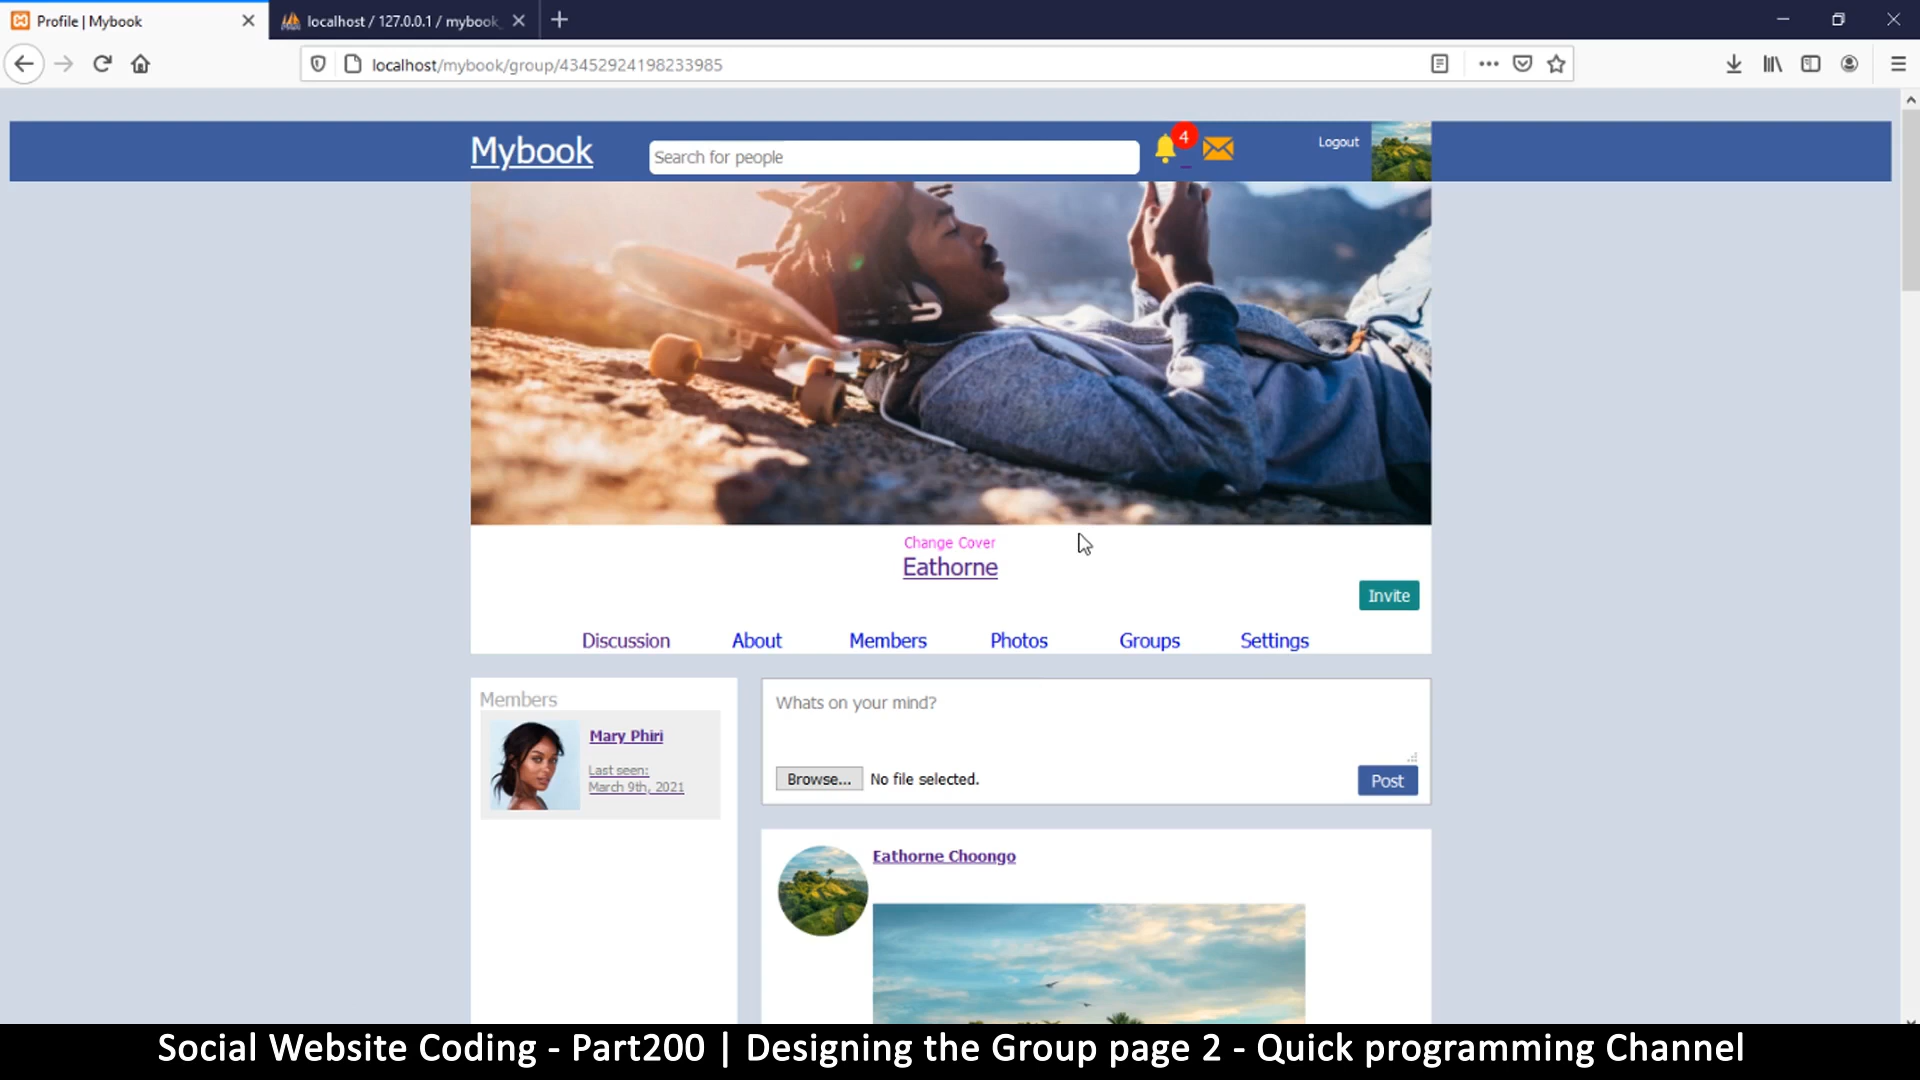 Profile | Mybook
localhost / 127.0.0.1 / mybook
localhost/mybook/group/43452924198233985
Mybook
Search for people
4
Logout
Change Cover
Eathorne
Invite
Discussion About Members Photos Groups Settings
Members
Mary Phiri
Last seen:
March 9th, 2021
Whats on your mind?
Browse... No file selected.
Post
Eathorne Choongo
Social Website Coding - Part200 | Designing the Group page 2 - Quick programming Channel